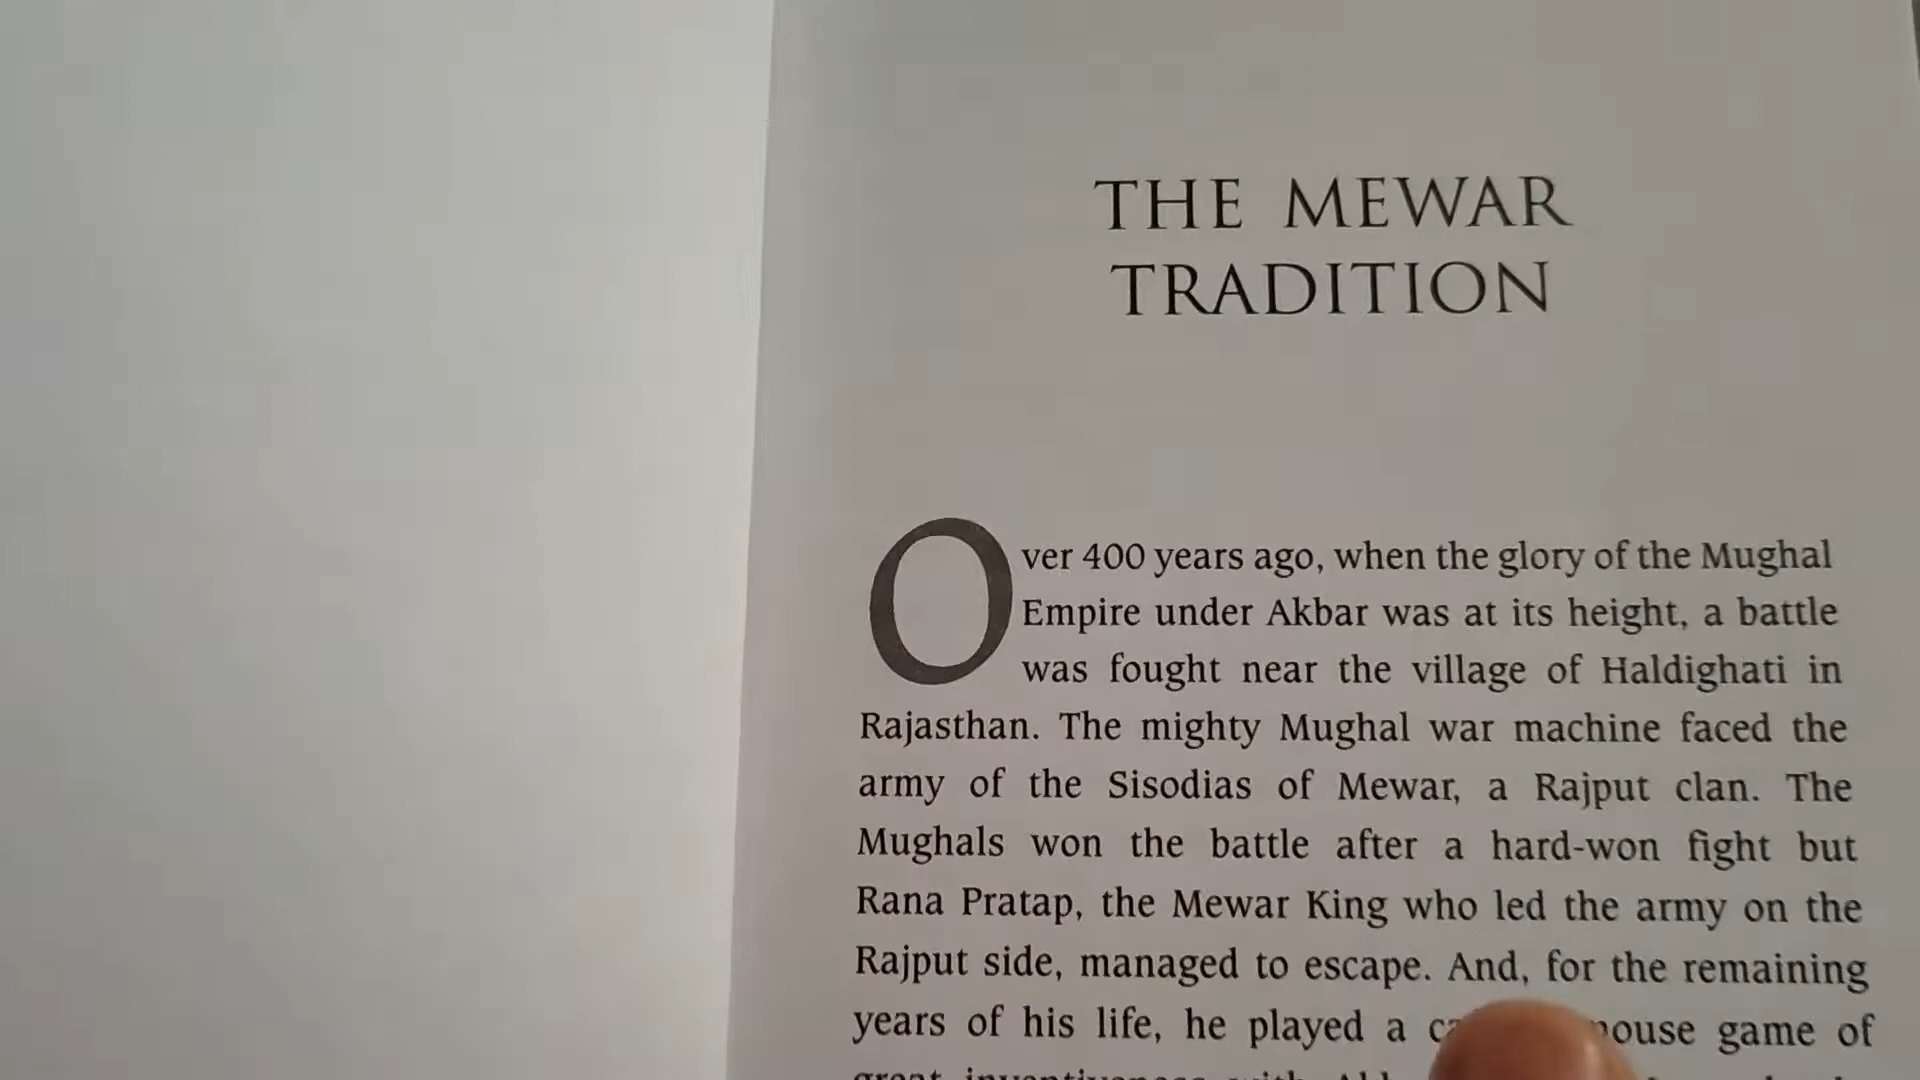 THE MEWAR
TRADITION
Over 400 years ago, when the glory of the Mughal
Empire under Akbar was at its height, a battle
was fought near the village of Haldighati in
Rajasthan. The mighty Mughal war machine faced the
army of the Sisodias of Mewar, a Rajput clan. The
Mughals won the battle after a hard-won fight but
Rana Pratap, the Mewar King who led the army on the
Rajput side, managed to escape. And, for the remaining
years of his life, he played a game of